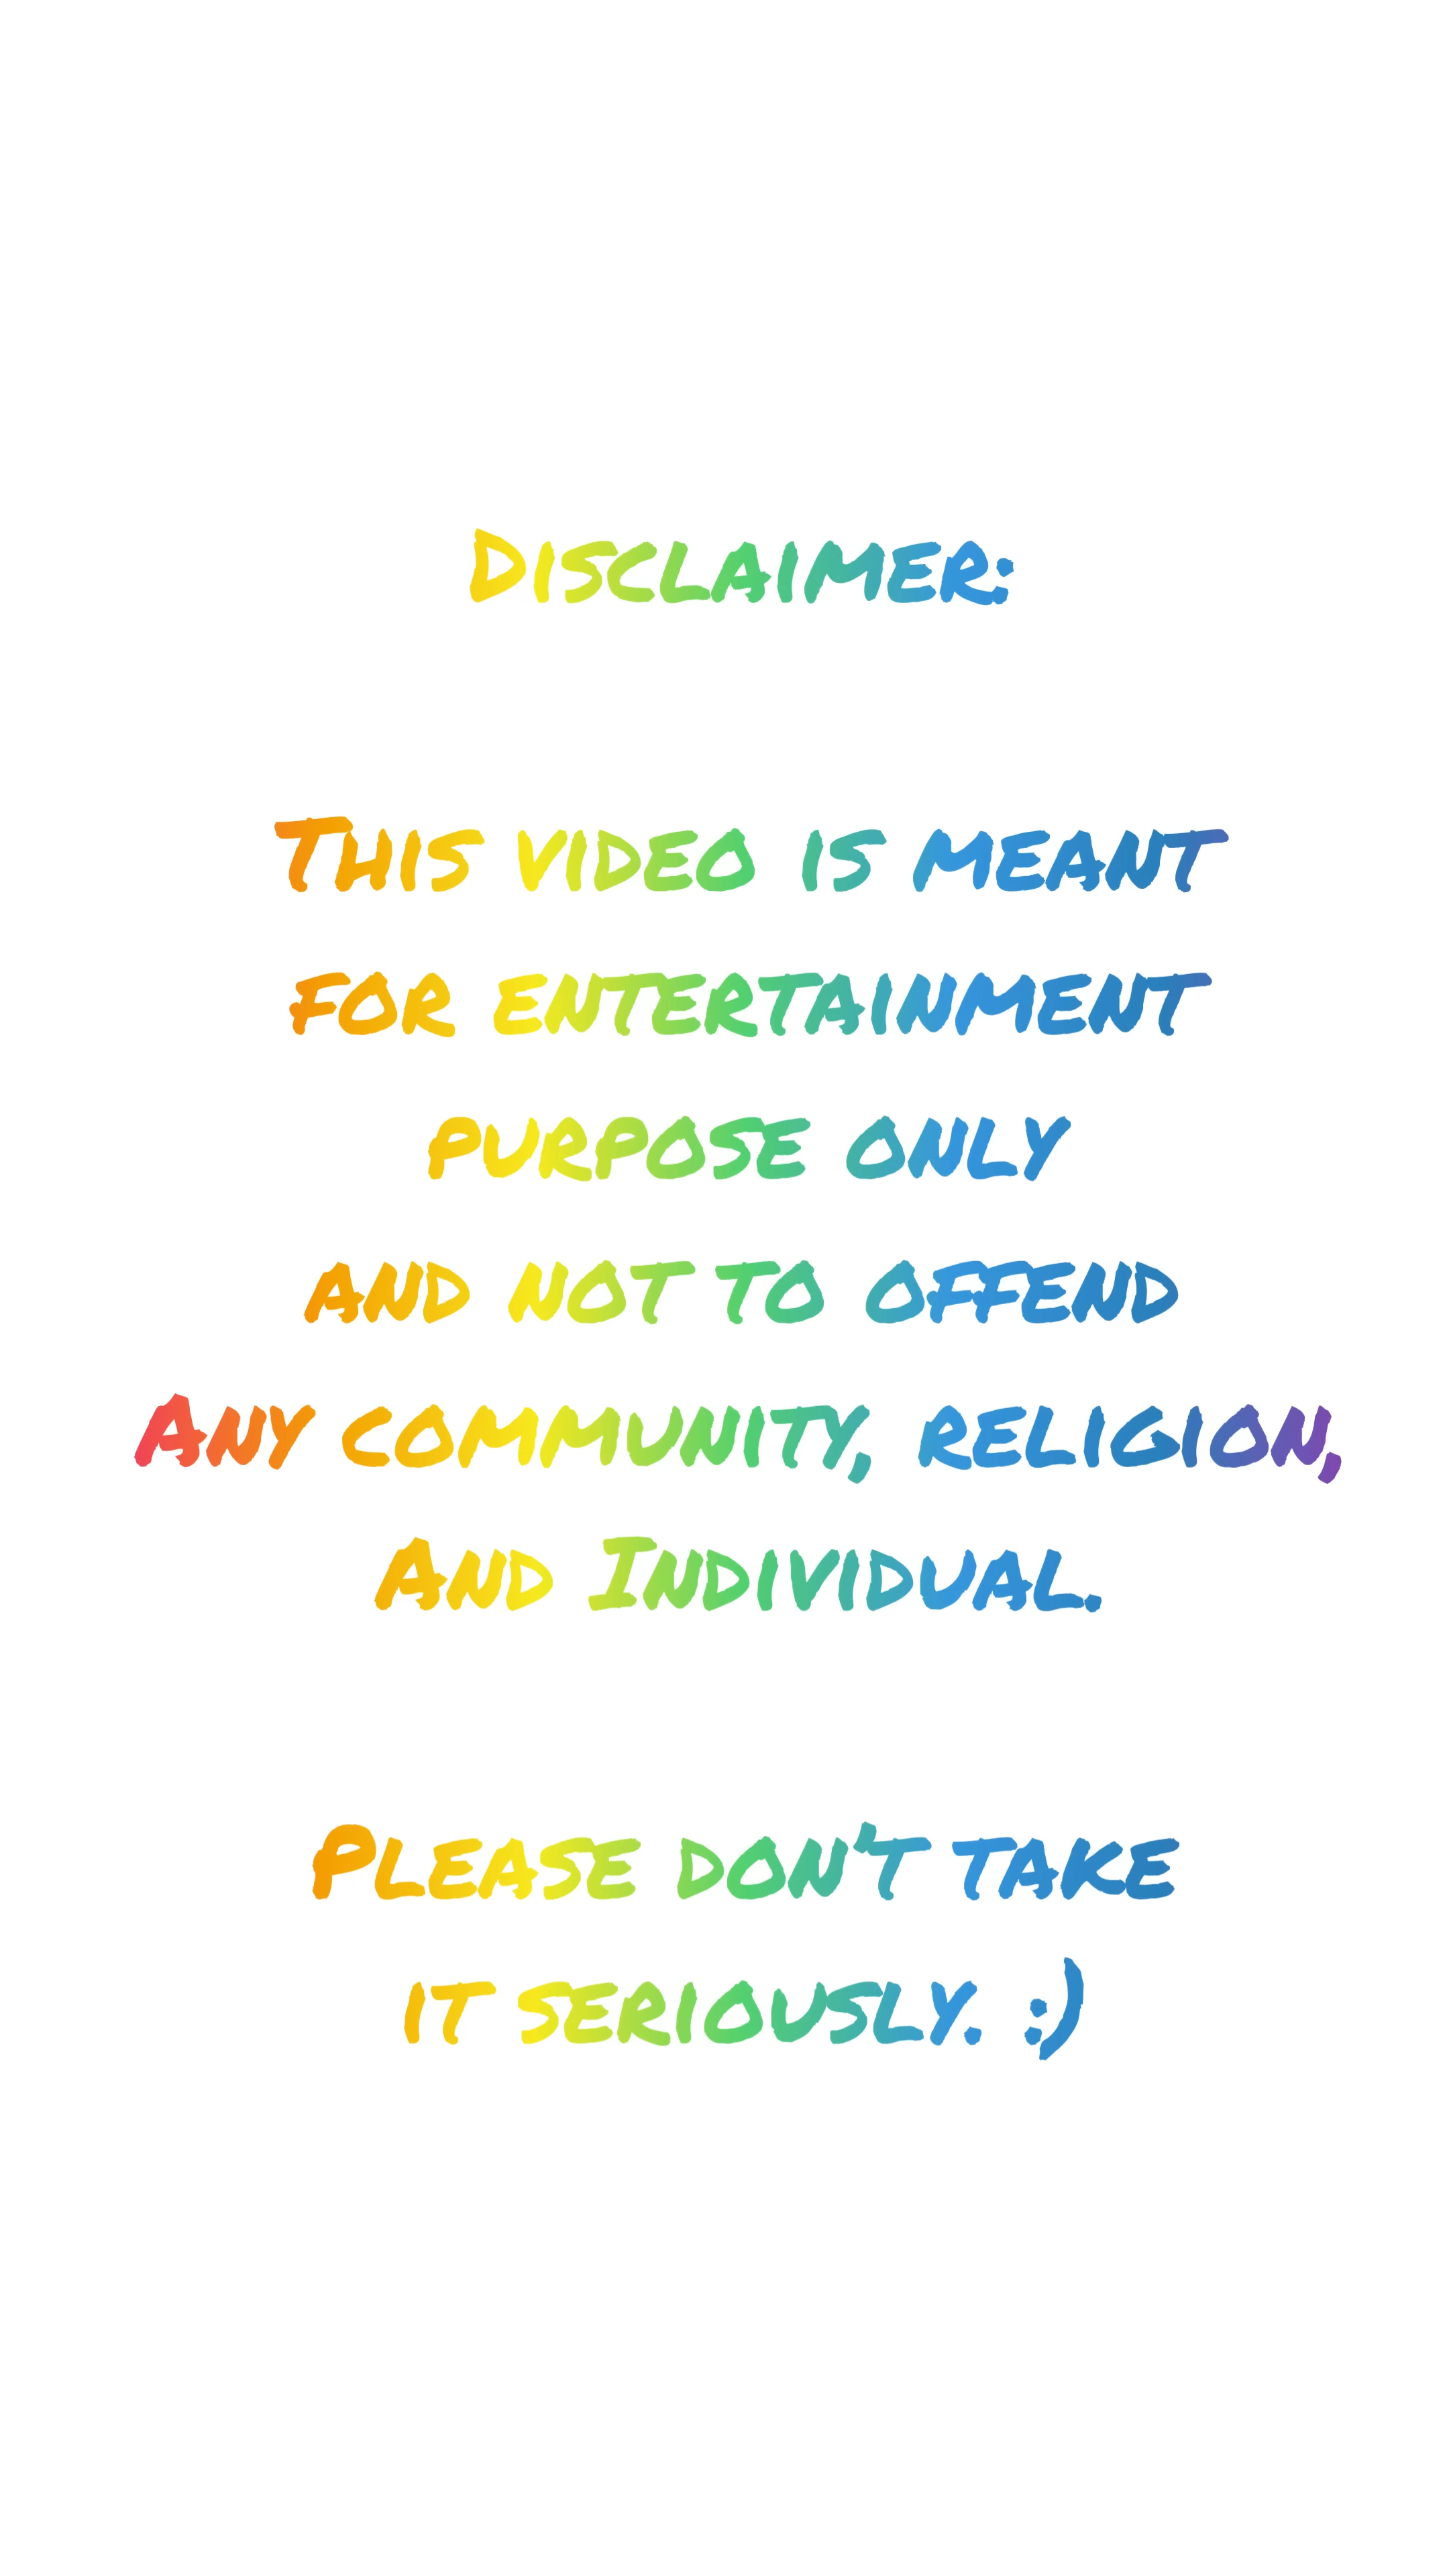 Disclaimer:
This video is meant
for entertainment
purpose only
and not to offend
Any community, religion,
And Individual.
Please don't take
it seriously. :)